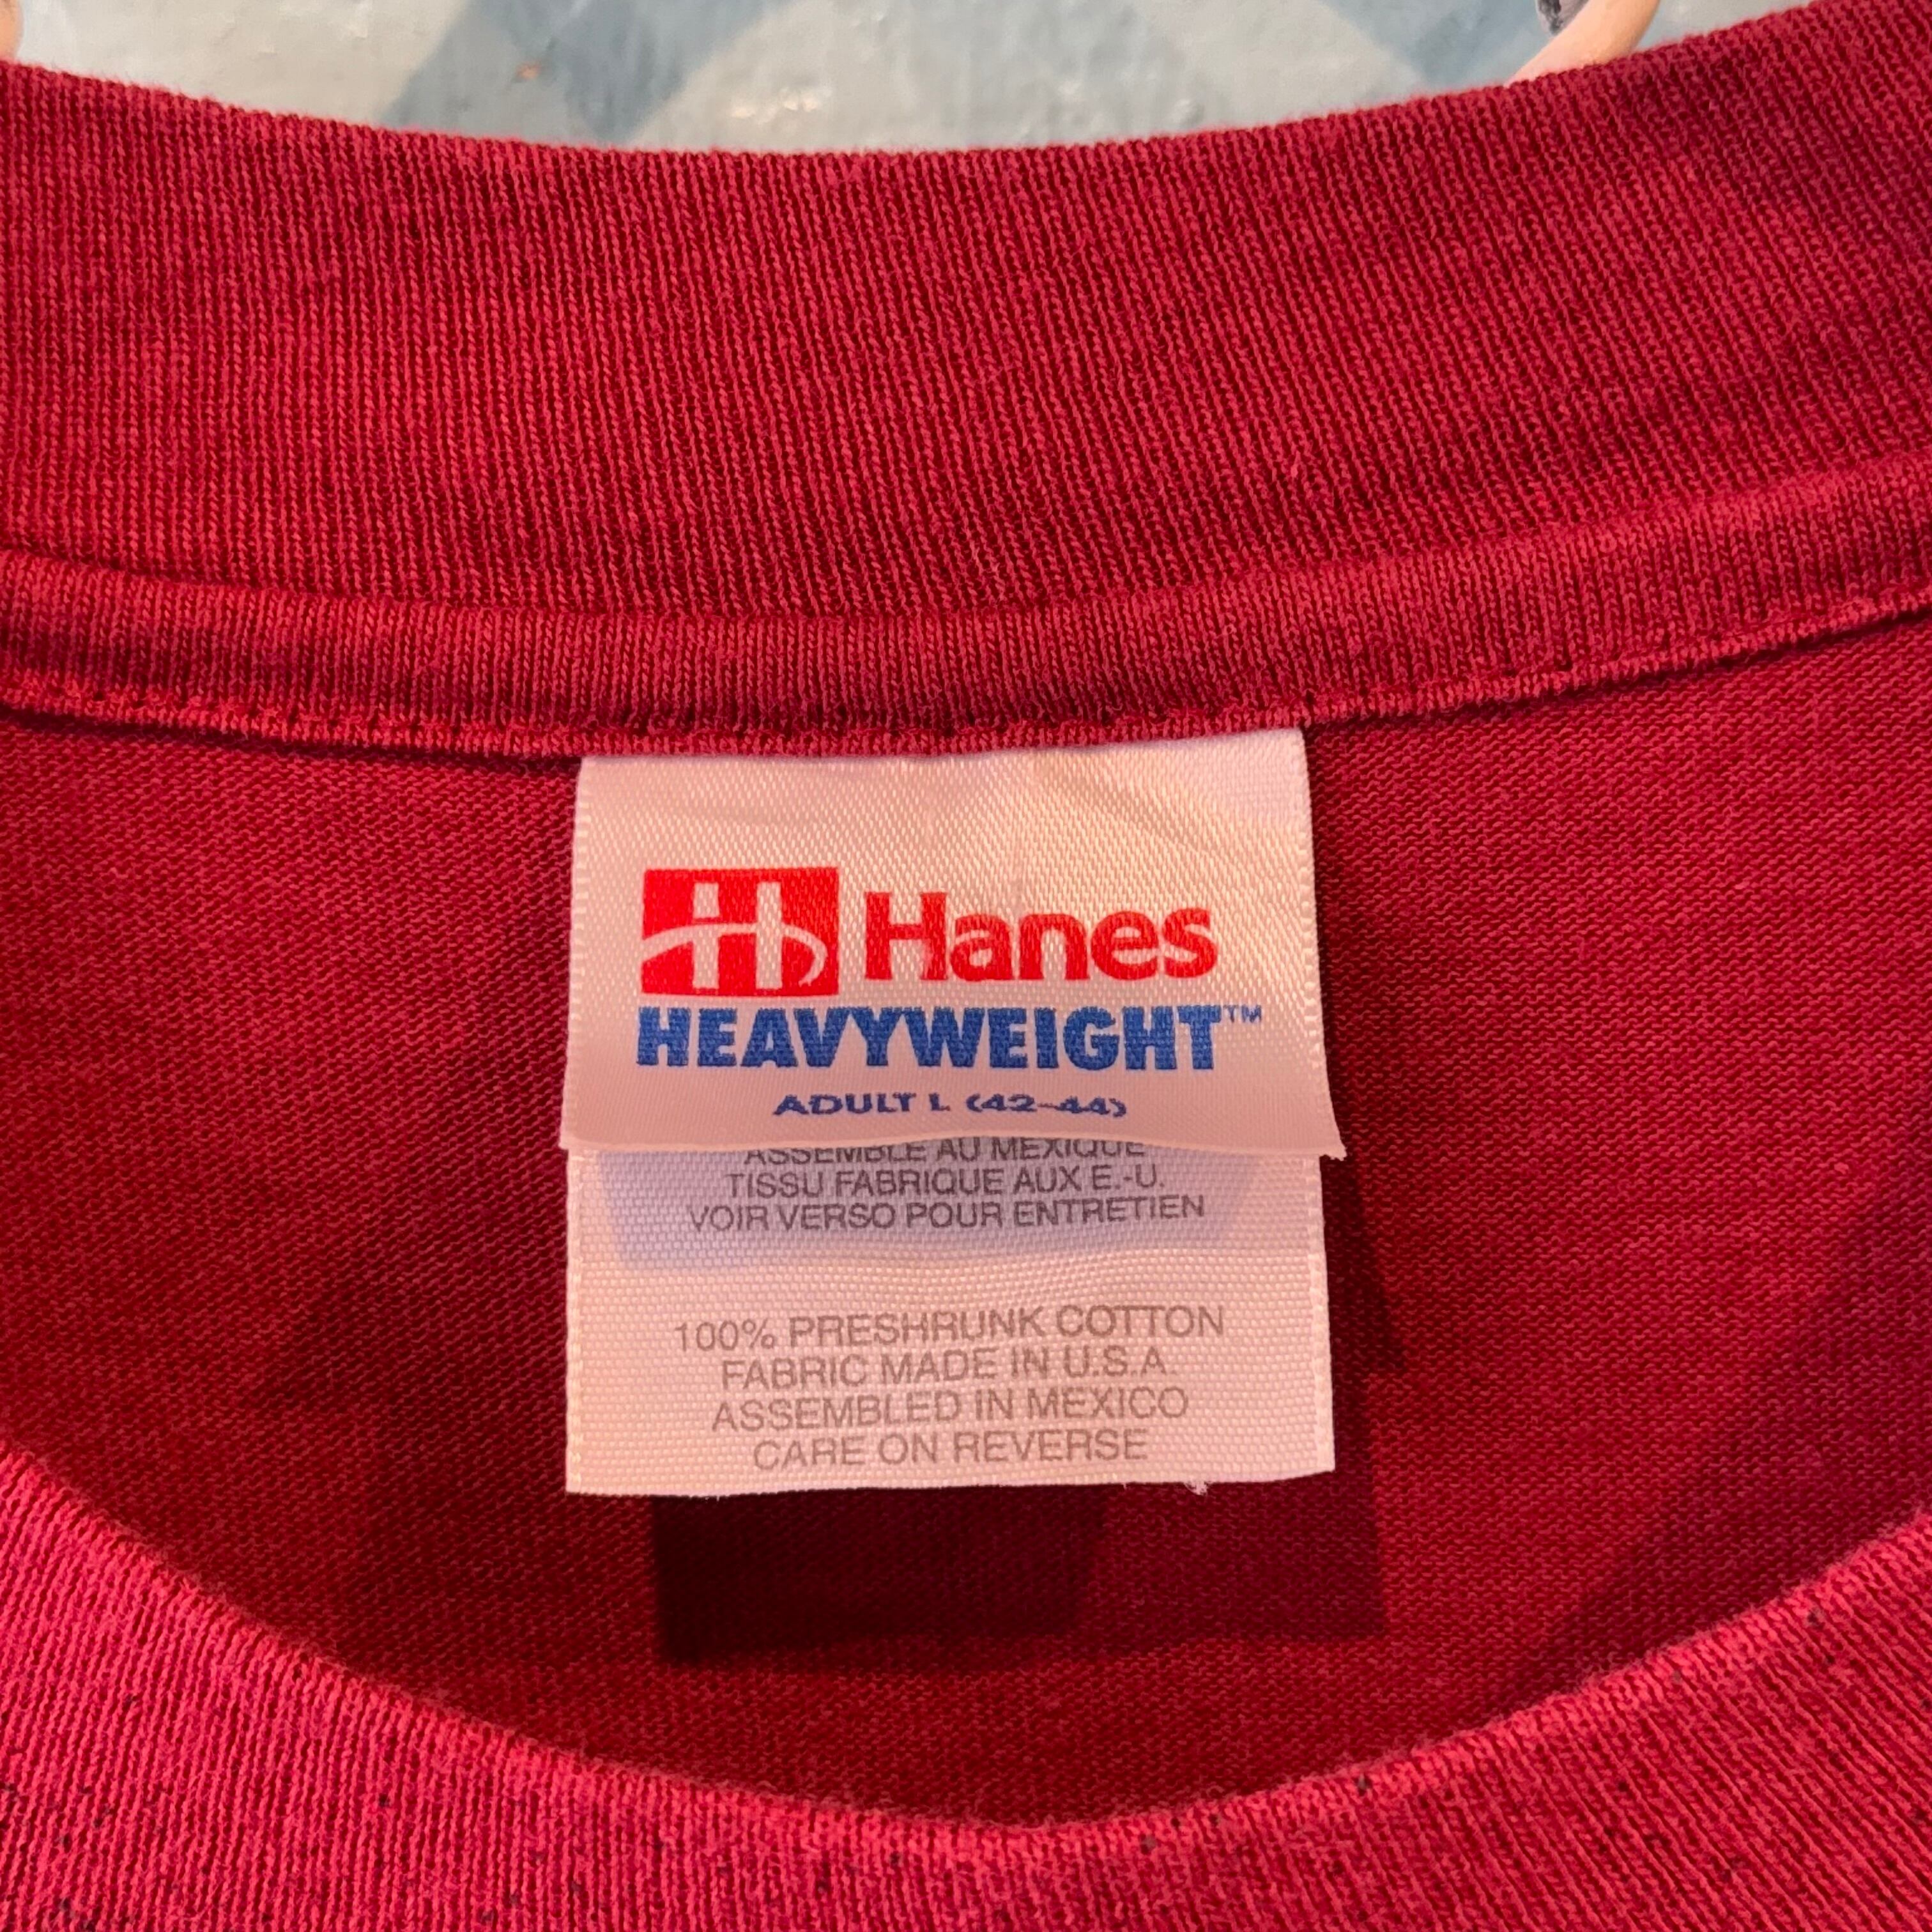 H Hanes
HEAVYWEIGHT™
ADULT L (42-44)
ASSEMBLE AU MEXIQUE
TISSU FABRIQUE AUX E.-U.
VOIR VERSO POUR ENTRETIEN
100% PRESHRUNK COTTON
FABRIC MADE IN U.S.A.
ASSEMBLED IN MEXICO
CARE ON REVERSE